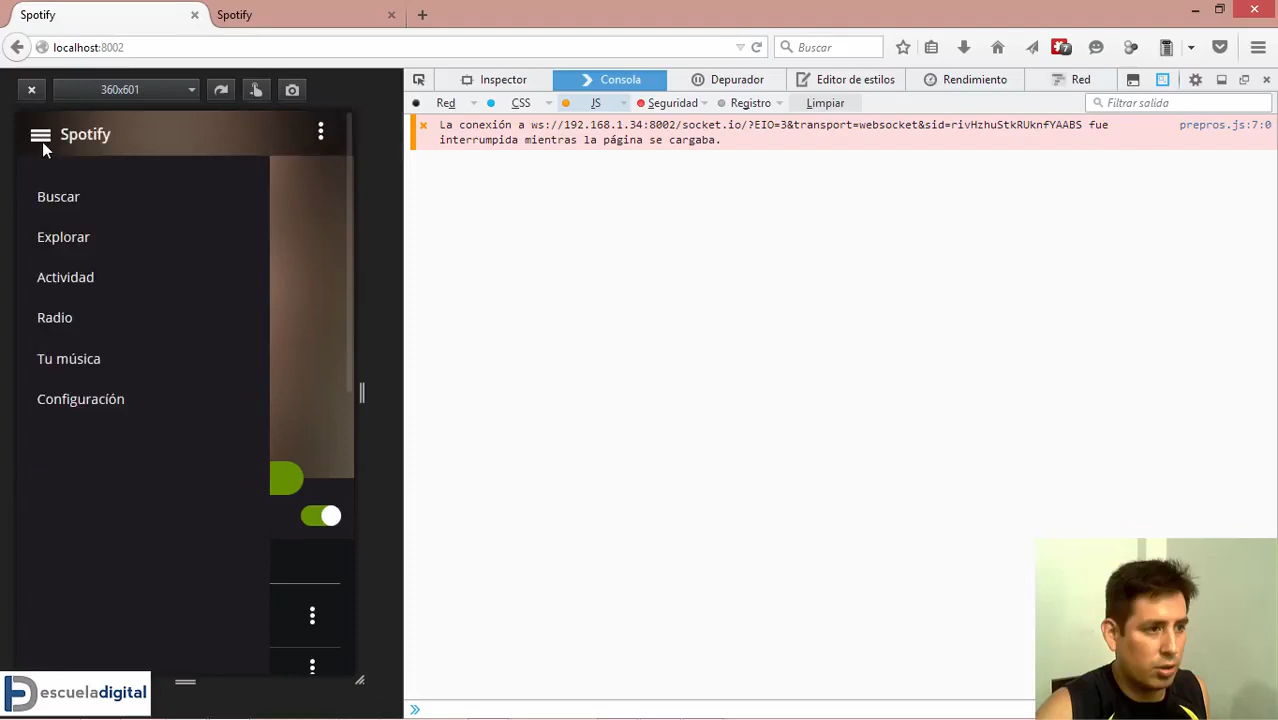 Spotify
Spotify
localhost:8002
Buscar
7
360x601
Inspector
Consola
Depurador
Editor de estilos
Rendimiento
Red
Red
CSS
JS
Seguridad
Registro
Limpiar
Filtrar salida
La conexión a ws://192.168.1.34:8002/socket.io/?EIO=3&transport=websocket&sid=rivHzhuStkRUknfYAABS fue
interrumpida mientras la página se cargaba.
prepros.js:7:0
Spotify
Buscar
Explorar
Actividad
Radio
Tu música
Configuracíón
escueladigital